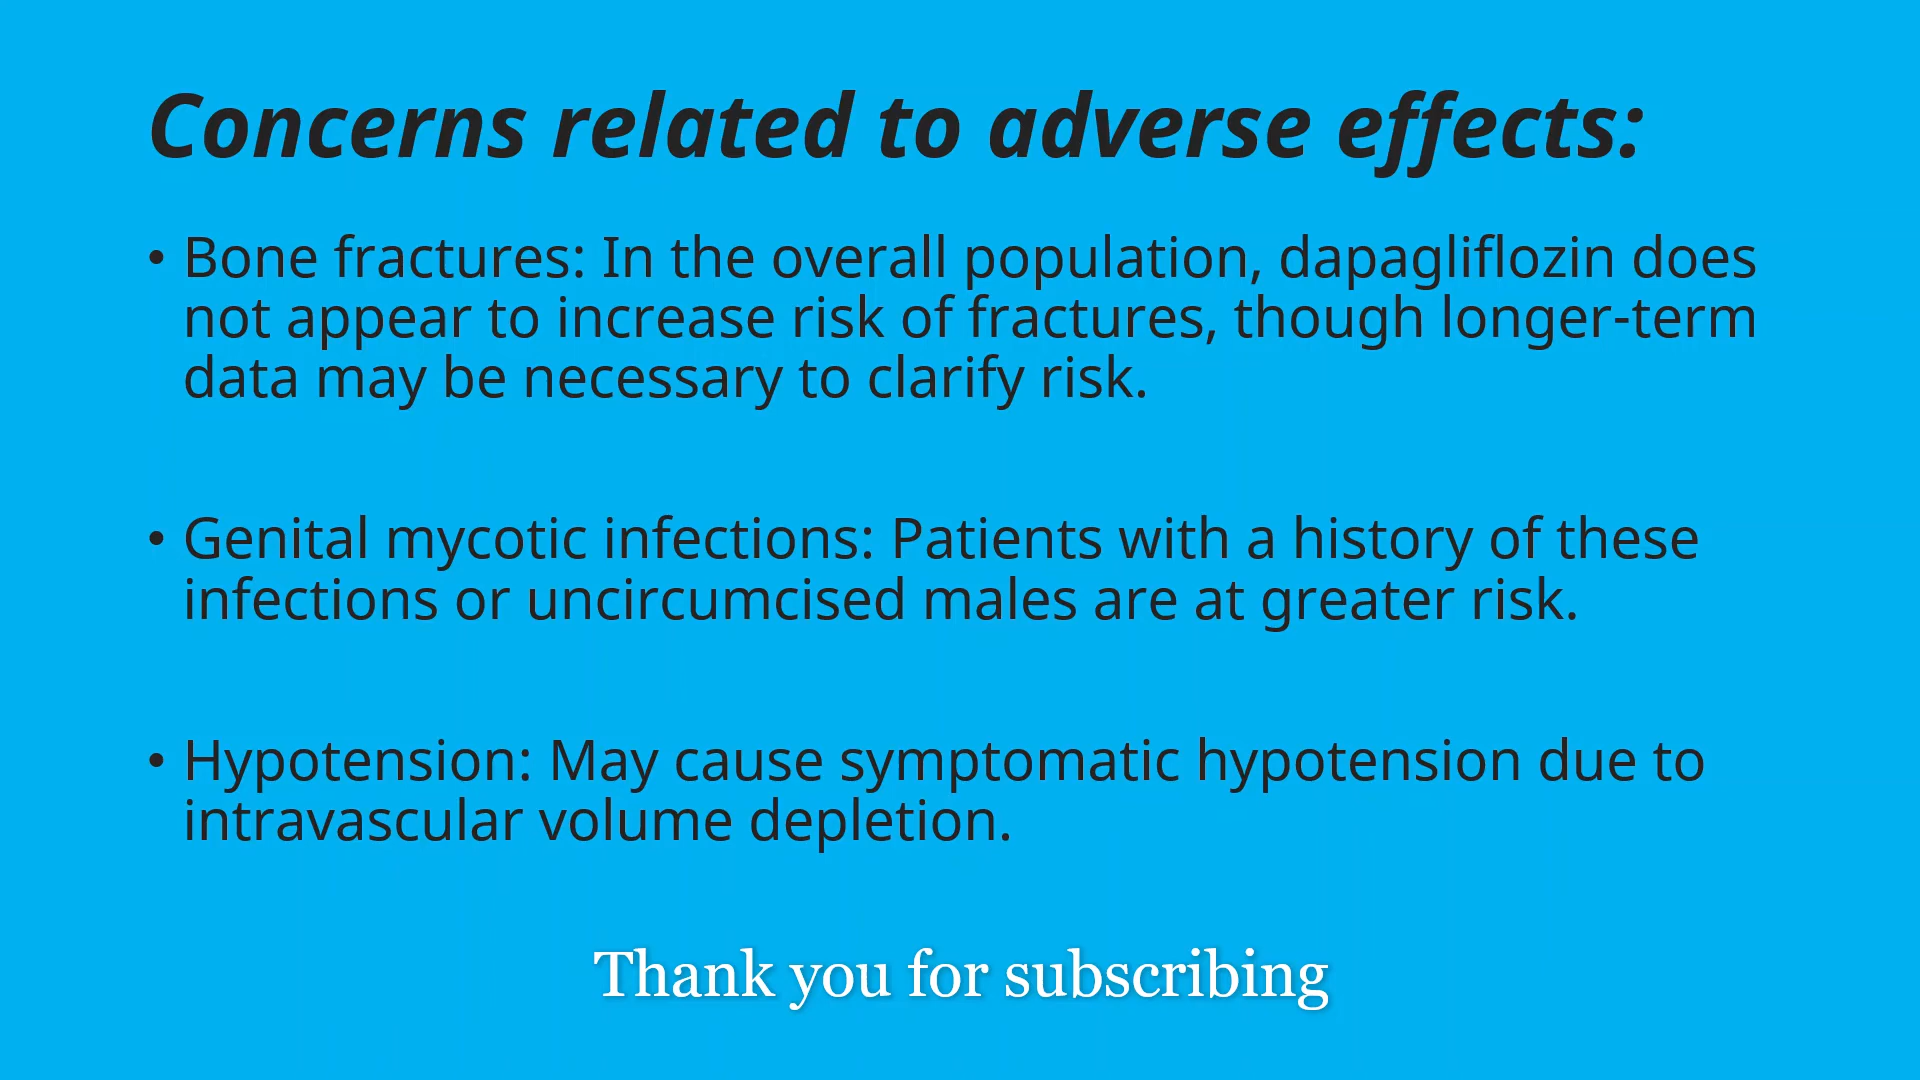 Concerns related to adverse effects:
• Bone fractures: In the overall population, dapagliflozin does
not appear to increase risk of fractures, though longer-term
data may be necessary to clarify risk.
• Genital mycotic infections: Patients with a history of these
infections or uncircumcised males are at greater risk.
• Hypotension: May cause symptomatic hypotension due to
intravascular volume depletion.
Thank you for subscribing